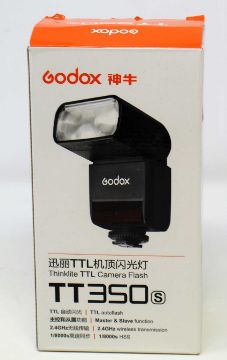 Godox 神牛
Godox
迅丽TTL机顶闪光灯
Thinklite TTL Camera Flash
TT350 S
TTL 自动闪光 | TTL autoflash
主控和从属功能 | Master & Slave function
2.4GHz无线传输 | 2.4GHz wireless transmission
1/8000s高速同步 | 1/8000s HSS